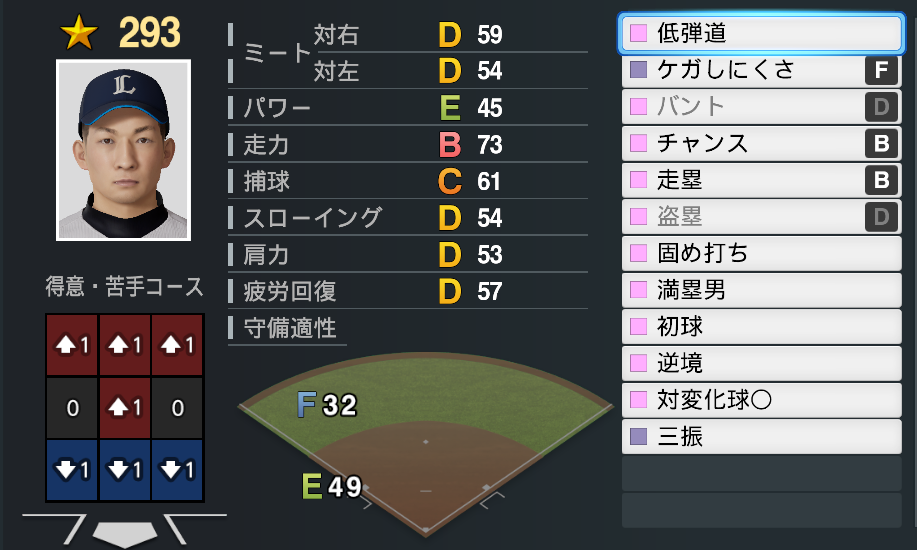 293
ミート 対右 D 59
対左 D 54
パワー E 45
走力 B 73
捕球 C 61
スローイング D 54
肩力 D 53
疲労回復 D 57
守備適性
F 32
E 49
得意・苦手コース
1 1 1
0 1 0
1 1 1
低弾道
ケガしにくさ F
バント D
チャンス B
走塁 B
盗塁 D
固め打ち
満塁男
初球
逆境
対変化球〇
三振
L